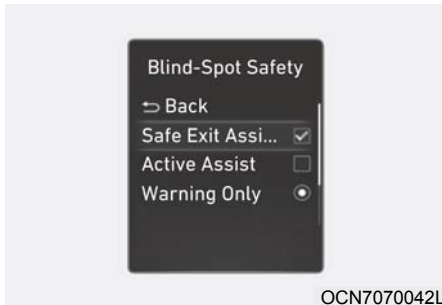 Blind-Spot Safety
Back
Safe Exit Assi...
Active Assist
Warning Only
OCN7070042L